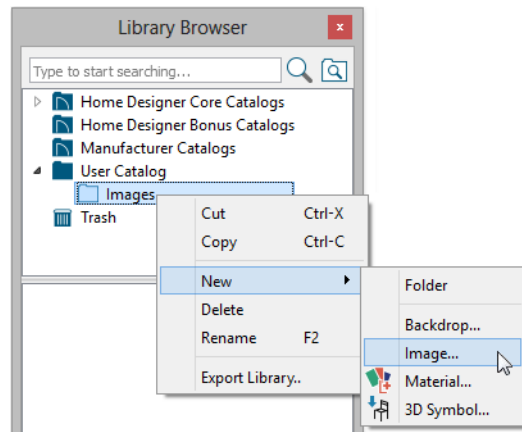 Library Browser
x
Type to start searching...
Home Designer Core Catalogs
Home Designer Bonus Catalogs
Manufacturer Catalogs
User Catalog
Images
Trash
Cut Ctrl-X
Copy Ctrl-C
New
Delete
Rename F2
Export Library..
Folder
Backdrop...
Image...
Material...
3D Symbol...